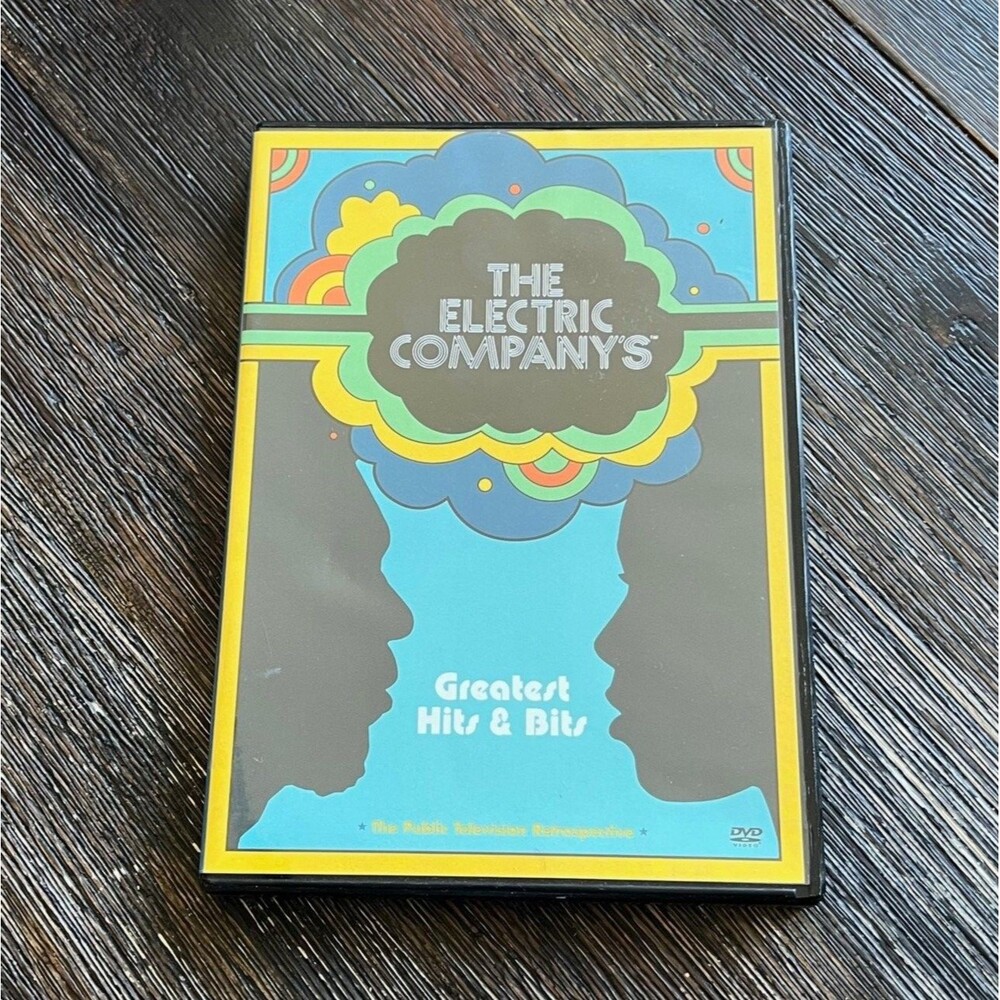 THE
ELECTRIC
COMPANY'S™
Greatest
Hits & Bits
★ The Public Television Retrospective ★
DVD
VIDEO